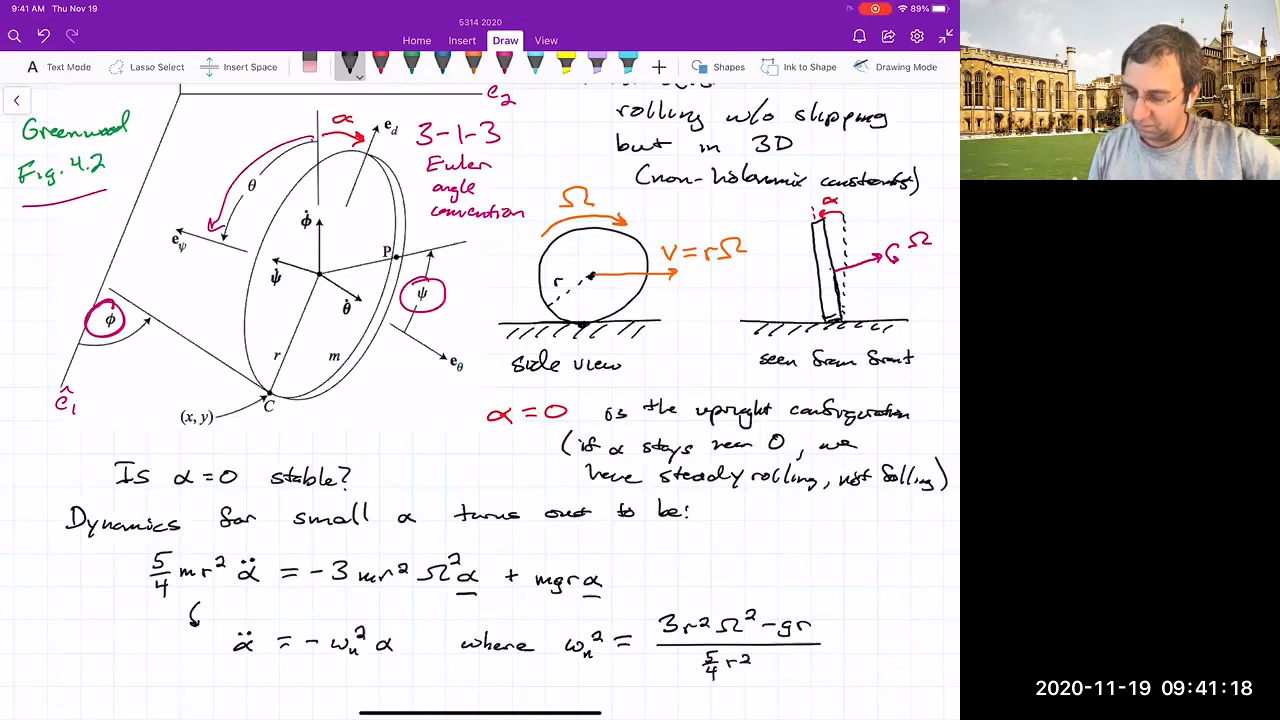 9:41 AM Thu Nov 19
89%
5314 2020
Home Insert Draw View
Text Mode Lasso Select Insert Space Shapes Ink to Shape Drawing Mode
e2
Greenwood
Fig. 4.2
α
e_d
3-1-3
Euler
angle
convention
θ
e_ψ
ϕ̇
P
ψ̇
ψ
θ̇
ϕ
r
m
e_θ
ê1
(x, y)
C
rolling w/o slipping
but in 3D
(non-holonomic constraints)
Ω
V = rΩ
r
side view
α
Ω
seen from front
α = 0 is the upright configuration
(if α stays near 0, we
have steady rolling, not falling)
Is α = 0 stable?
Dynamics for small α turns out to be:
5/4 mr² α̈ = -3 mr² Ω² α + mgr α
α̈ = - ω_n² α where ω_n² = (3r²Ω² - gr) / (5/4 r²)
2020-11-19 09:41:18